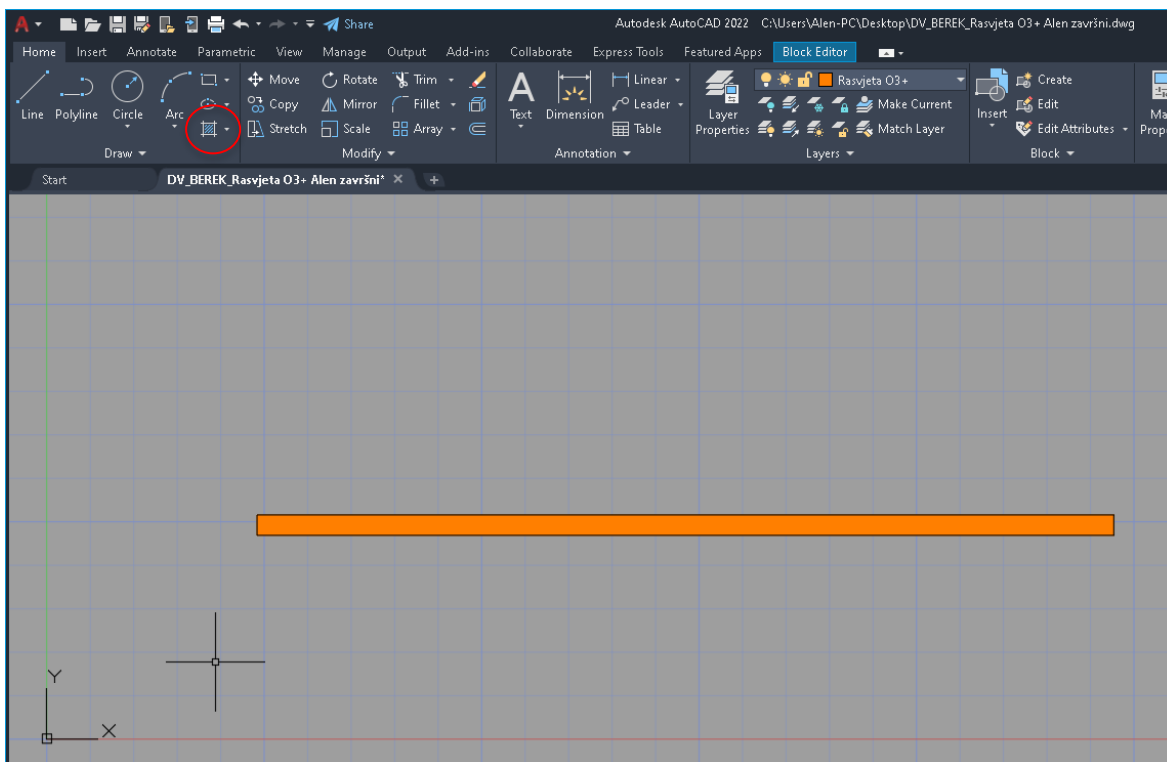 A Share Autodesk AutoCAD 2022 C:\Users\Alen-PC\Desktop\DV_BEREK_Rasvjeta O3+ Alen završni.dwg
Home Insert Annotate Parametric View Manage Output Add-ins Collaborate Express Tools Featured Apps Block Editor
Line Polyline Circle Arc
Move Rotate Trim
Copy Mirror Fillet
Stretch Scale Array
Text Dimension
Linear
Leader
Table
Layer
Properties
Rasvjeta O3+
Make Current
Match Layer
Insert
Create
Edit
Edit Attributes
Draw Modify Annotation Layers Block
Start DV_BEREK_Rasvjeta O3+ Alen završni*
Y
X